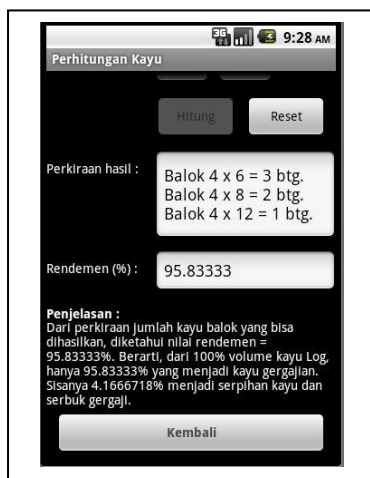 3G 9:28 AM
Perhitungan Kayu
Hitung Reset
Perkiraan hasil :
Balok 4 x 6 = 3 btg.
Balok 4 x 8 = 2 btg.
Balok 4 x 12 = 1 btg.
Rendemen (%) : 95.83333
Penjelasan :
Dari perkiraan jumlah kayu balok yang bisa
dihasilkan, diketahui nilai rendemen =
95.83333%. Berarti, dari 100% volume kayu Log,
hanya 95.83333% yang menjadi kayu gergajian.
Sisanya 4.1666718% menjadi serpihan kayu dan
serbuk gergaji.
Kembali